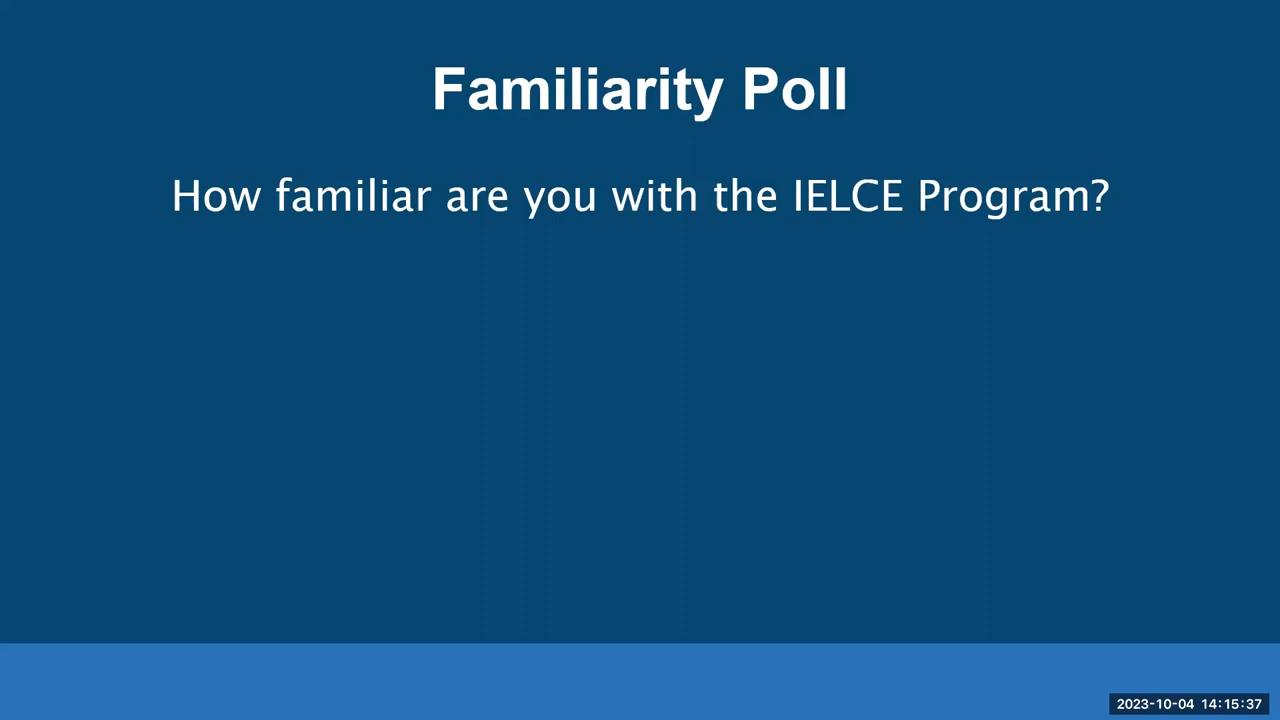 Familiarity Poll
How familiar are you with the IELCE Program?
2023-10-04 14:15:37